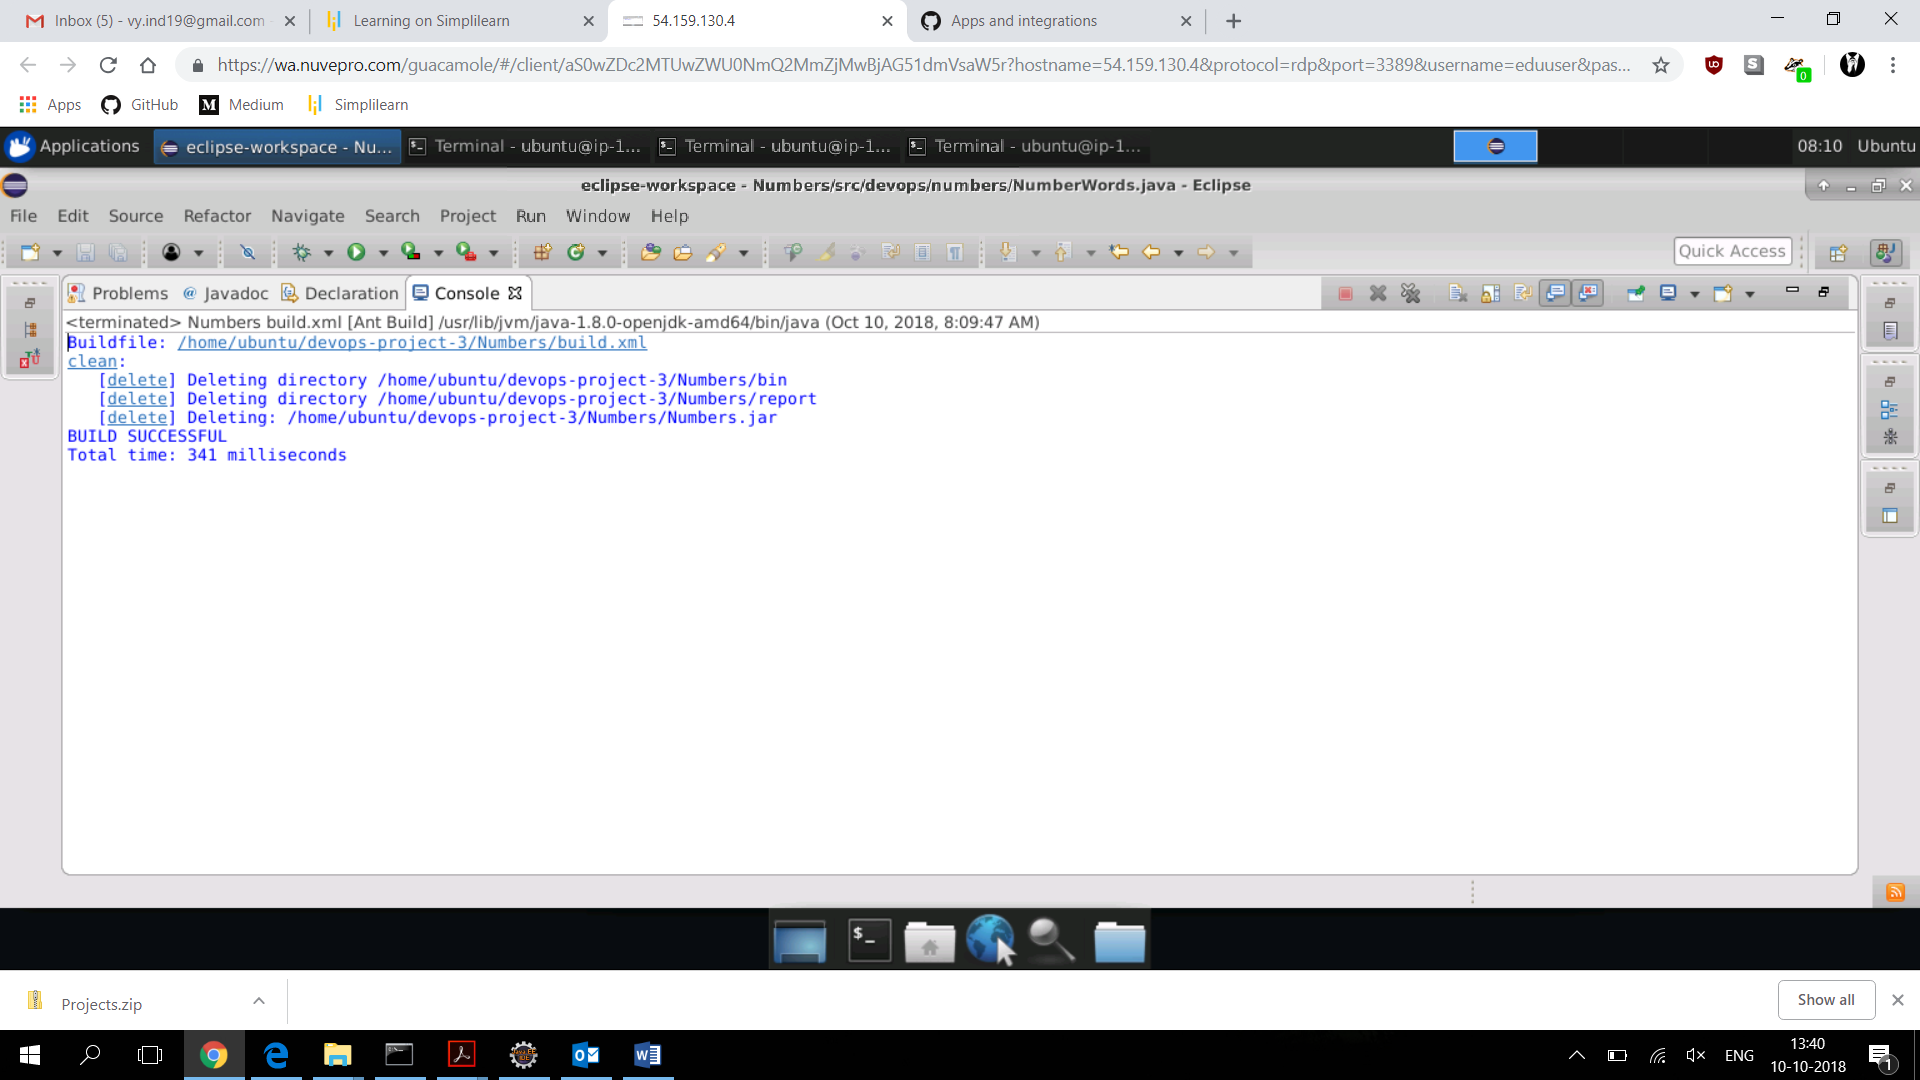 Inbox (5) - vy.ind19@gmail.com
Learning on Simplilearn
54.159.130.4
Apps and integrations
https://wa.nuvepro.com/guacamole/#/client/aS0wZDc2MTUwZWU0NmQ2MmZjMwBjAG51dmVsaW5r?hostname=54.159.130.4&protocol=rdp&port=3389&username=eduuser&pas...
0
Apps
GitHub
Medium
Simplilearn
Applications
eclipse-workspace - Nu...
Terminal - ubuntu@ip-1...
Terminal - ubuntu@ip-1...
Terminal - ubuntu@ip-1...
08:10 Ubuntu
eclipse-workspace - Numbers/src/devops/numbers/NumberWords.java - Eclipse
File Edit Source Refactor Navigate Search Project Run Window Help
Quick Access
Problems @ Javadoc Declaration Console
<terminated> Numbers build.xml [Ant Build] /usr/lib/jvm/java-1.8.0-openjdk-amd64/bin/java (Oct 10, 2018, 8:09:47 AM)
Buildfile: /home/ubuntu/devops-project-3/Numbers/build.xml
clean:
[delete] Deleting directory /home/ubuntu/devops-project-3/Numbers/bin
[delete] Deleting directory /home/ubuntu/devops-project-3/Numbers/report
[delete] Deleting: /home/ubuntu/devops-project-3/Numbers/Numbers.jar
BUILD SUCCESSFUL
Total time: 341 milliseconds
Projects.zip
Show all
ENG
13:40
10-10-2018
1